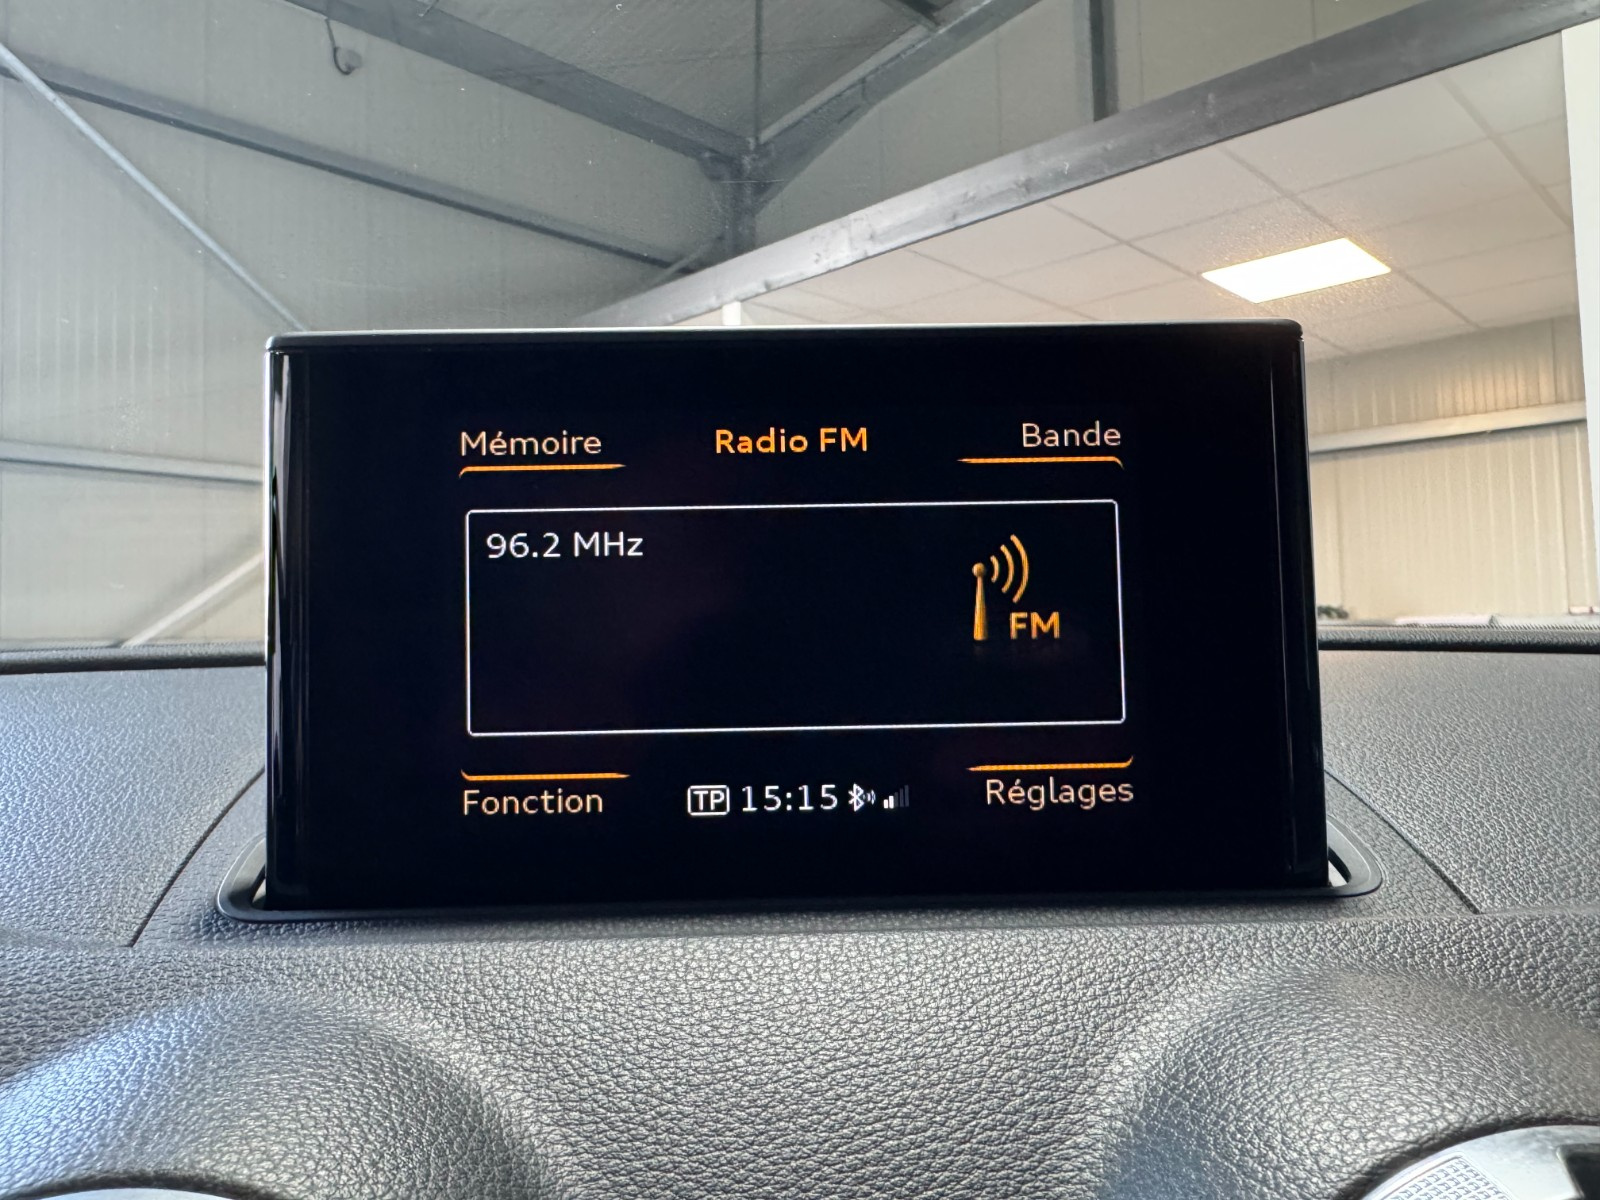 Mémoire
Radio FM
Bande
96.2 MHz
FM
Fonction
TP 15:15
Réglages